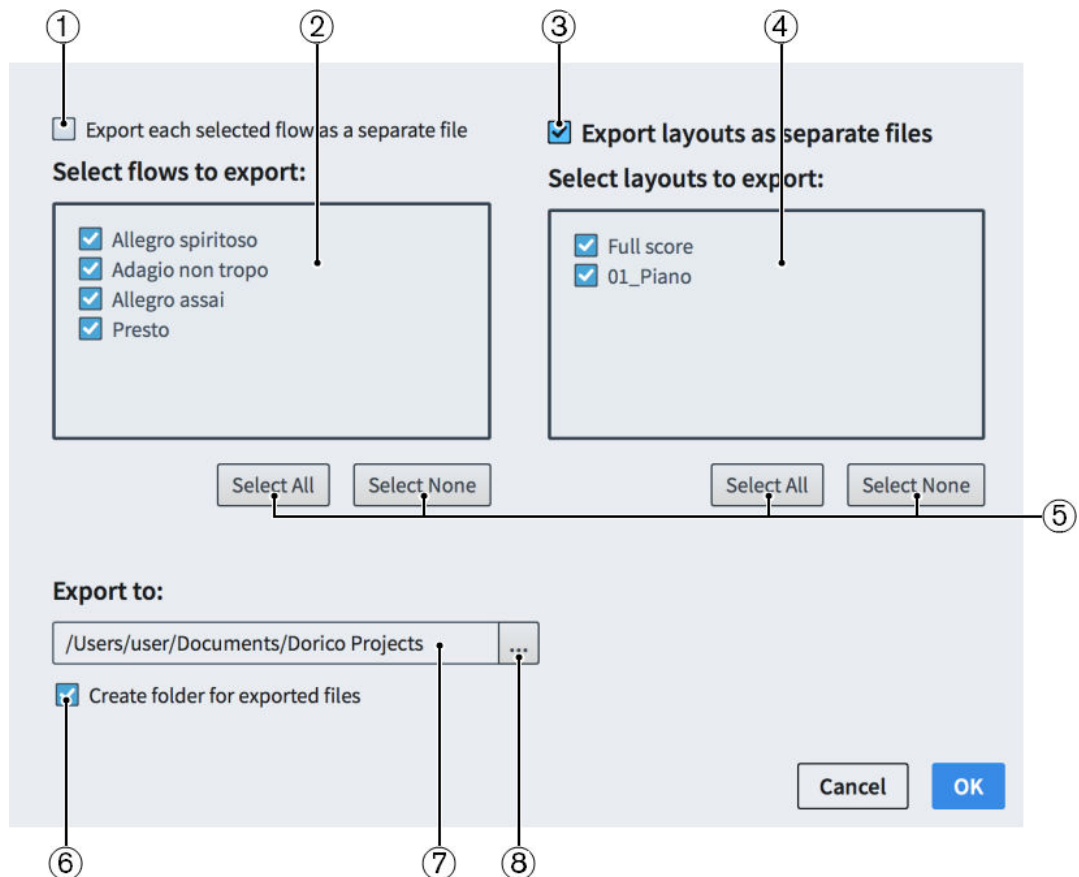 ① ② ③ ④
Export each selected flow as a separate file
Select flows to export:
Allegro spiritoso
Adagio non tropo
Allegro assai
Presto
Select All Select None
Export layouts as separate files
Select layouts to export:
Full score
01_Piano
Select All Select None
⑤
Export to:
/Users/user/Documents/Dorico Projects ...
Create folder for exported files
Cancel OK
⑥ ⑦ ⑧